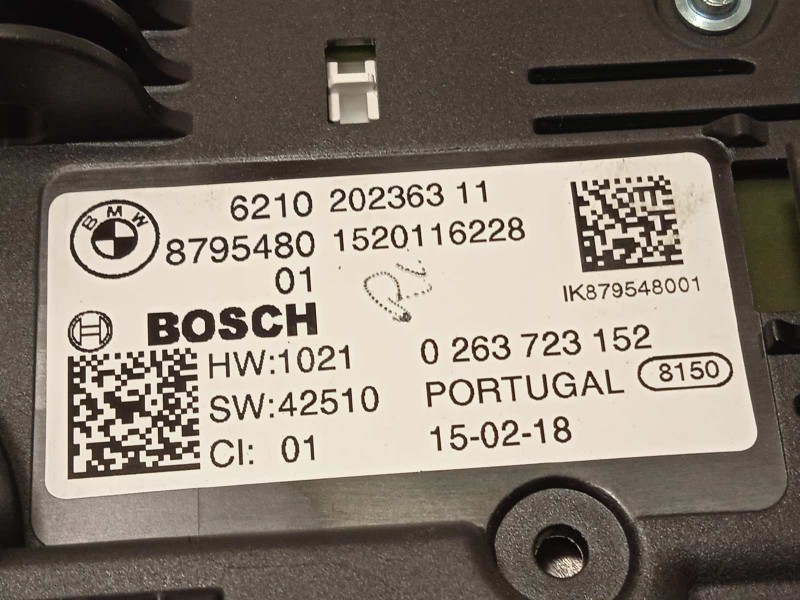 BMW
6210 202363 11
8795480 1520116228
01
IK879548001
BOSCH
HW:1021
0 263 723 152
SW:42510
PORTUGAL 8150
CI: 01
15-02-18